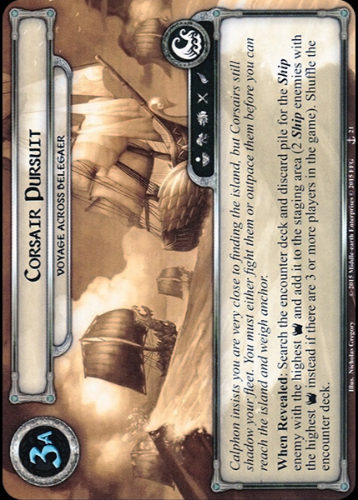 3A
CORSAIR PURSUIT
VOYAGE ACROSS BELEGAER
Calphon insists you are very close to finding the island, but Corsairs still
shadow your fleet. You must either fight them or outpace them before you can
reach the island and weigh anchor.
When Revealed: Search the encounter deck and discard pile for the Ship
enemy with the highest and add it to the staging area (2 Ship enemies with
the highest instead if there are 3 or more players in the game). Shuffle the
encounter deck.
Illus. Nicholas Gregory © 2015 Middle-earth Enterprises © 2015 FFG 21